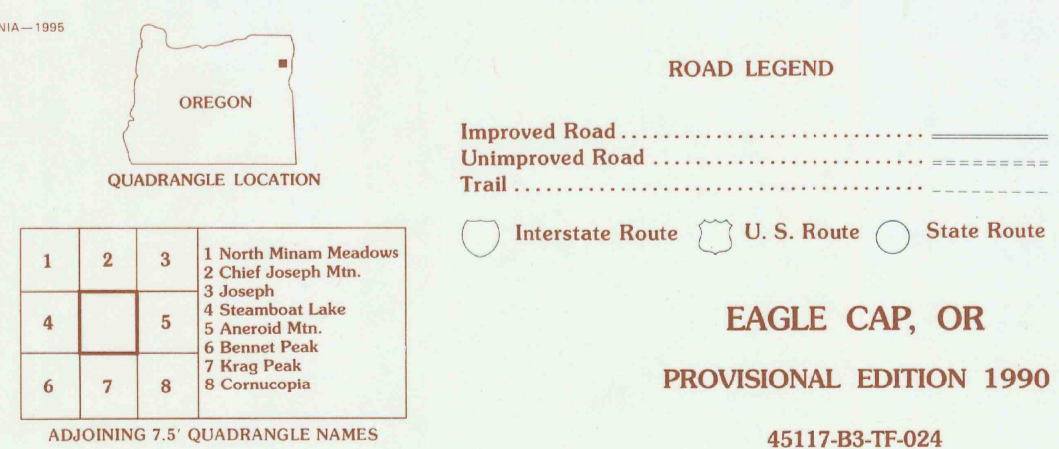 NIA—1995
OREGON
QUADRANGLE LOCATION
1 2 3
4 5
6 7 8
1 North Minam Meadows
2 Chief Joseph Mtn.
3 Joseph
4 Steamboat Lake
5 Aneroid Mtn.
6 Bennet Peak
7 Krag Peak
8 Cornucopia
ADJOINING 7.5' QUADRANGLE NAMES
ROAD LEGEND
Improved Road
Unimproved Road
Trail
Interstate Route U. S. Route State Route
EAGLE CAP, OR
PROVISIONAL EDITION 1990
45117-B3-TF-024